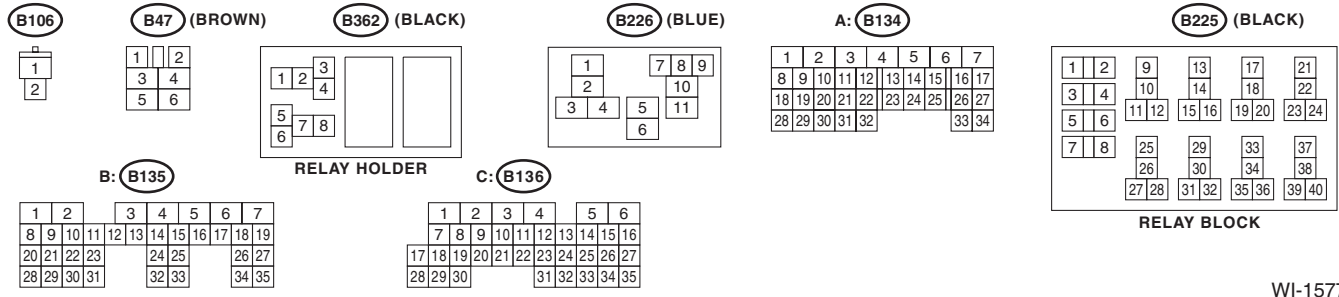 B106
B47 (BROWN)
B362 (BLACK)
B226 (BLUE)
A: B134
B225 (BLACK)
1
2
1 2
3 4
5 6
1 2 3
4
5
6 7 8
RELAY HOLDER
1
2
3 4
5
6
7 8 9
10
11
1 2 3 4 5 6 7
8 9 10 11 12 13 14 15 16 17
18 19 20 21 22 23 24 25 26 27
28 29 30 31 32 33 34
1 2
3 4
5 6
7 8
9
10
11 12
13
14
15 16
17
18
19 20
21
22
23 24
25
26
27 28
29
30
31 32
33
34
35 36
37
38
39 40
RELAY BLOCK
B: B135
1 2 3 4 5 6 7
8 9 10 11 12 13 14 15 16 17 18 19
20 21 22 23 24 25 26 27
28 29 30 31 32 33 34 35
C: B136
1 2 3 4 5 6
7 8 9 10 11 12 13 14 15 16
17 18 19 20 21 22 23 24 25 26 27
28 29 30 31 32 33 34 35